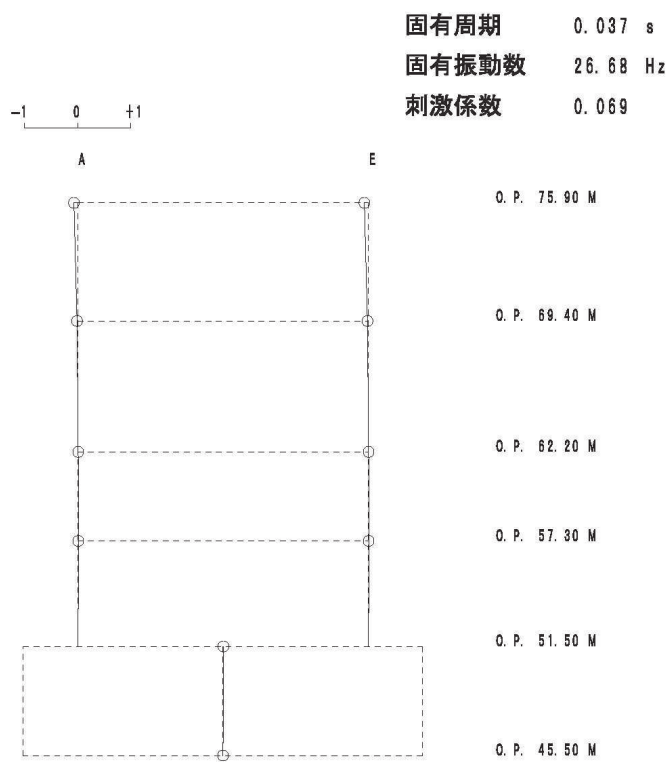 固有周期 0.037 s
固有振動数 26.68 Hz
刺激係数 0.069
-1 0 +1
A E
O.P. 75.90 M
O.P. 69.40 M
O.P. 62.20 M
O.P. 57.30 M
O.P. 51.50 M
O.P. 45.50 M